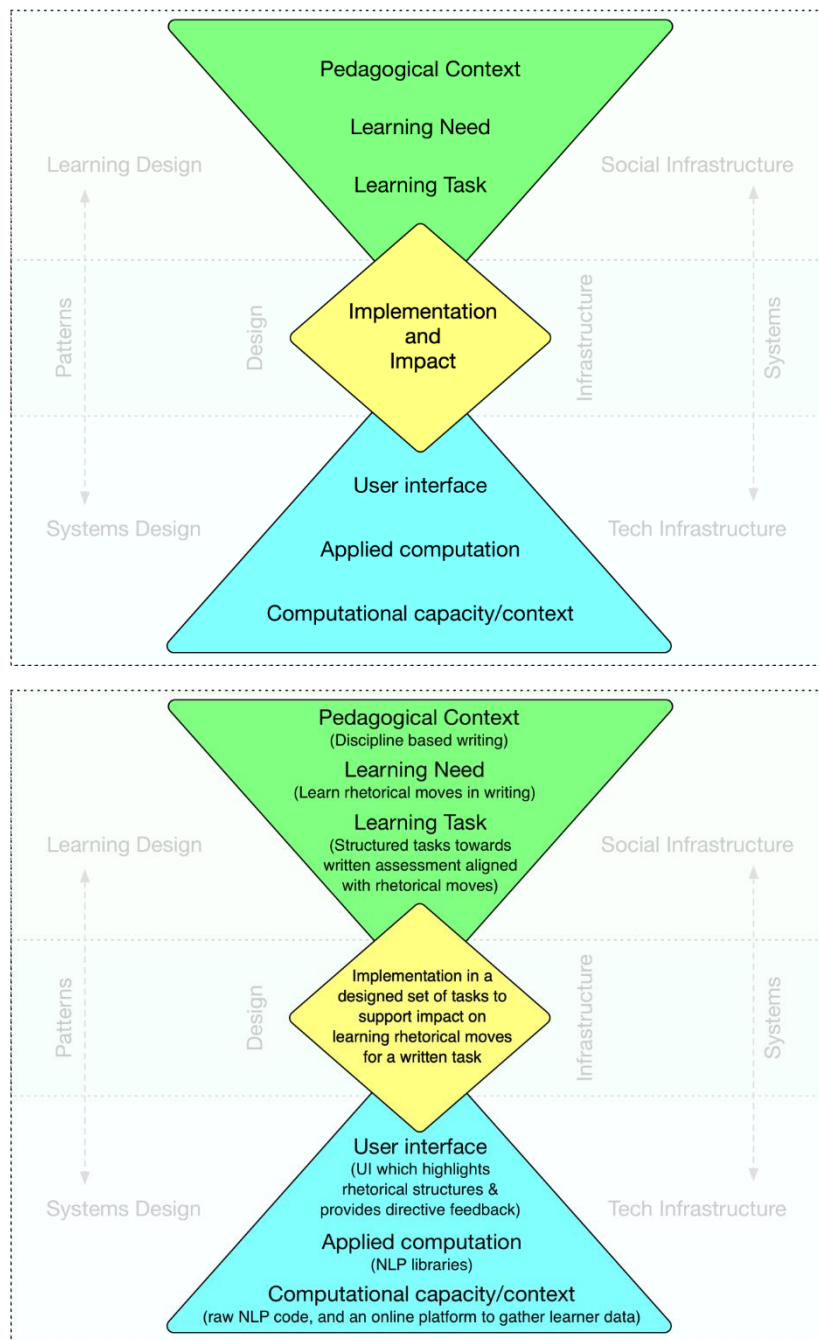 Pedagogical Context
Learning Need
Learning Design
Social Infrastructure
Learning Task
Patterns
Design
Implementation
and
Impact
Infrastructure
Systems
User interface
Systems Design
Tech Infrastructure
Applied computation
Computational capacity/context
Pedagogical Context
(Discipline based writing)
Learning Need
(Learn rhetorical moves in writing)
Learning Task
(Structured tasks towards
written assessment aligned
with rhetorical moves)
Learning Design
Social Infrastructure
Patterns
Design
Implementation in a
designed set of tasks to
support impact on
learning rhetorical moves
for a written task
Infrastructure
Systems
User interface
(UI which highlights
rhetorical structures &
provides directive feedback)
Systems Design
Tech Infrastructure
Applied computation
(NLP libraries)
Computational capacity/context
(raw NLP code, and an online platform to gather learner data)